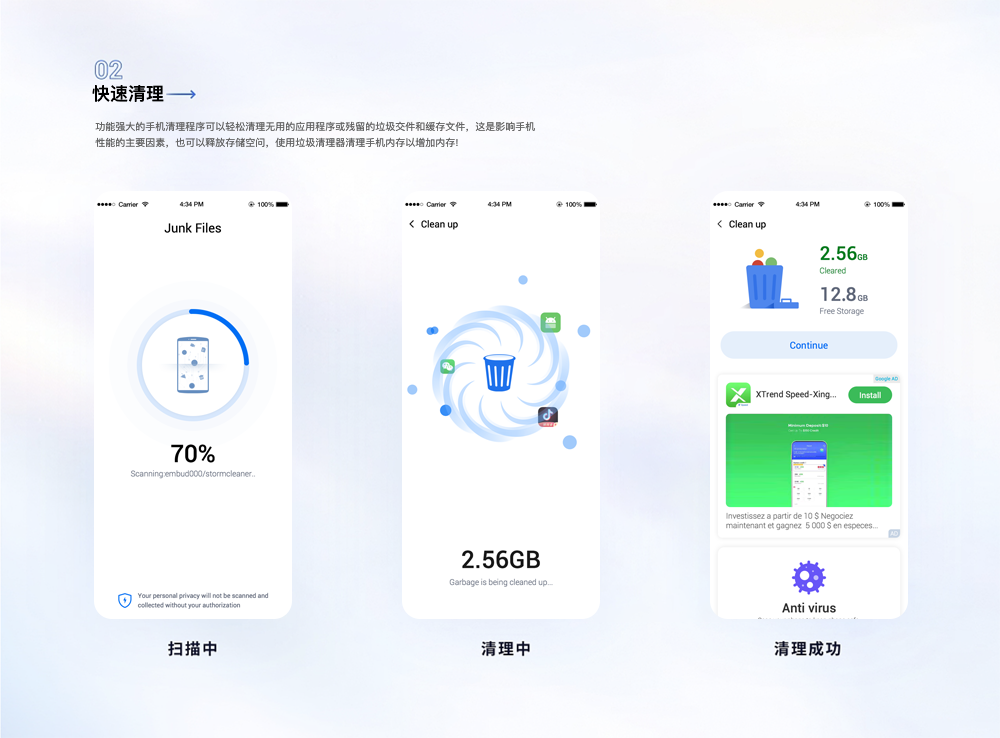 02
快速清理
功能强大的手机清理程序可以轻松清理无用的应用程序或残留的垃圾交件和缓存文件，这是影响手机
性能的主要因素，也可以释放存储空间，使用垃圾清理器清理手机内存以增加内存!
Carrier 4:34 PM 100%
Junk Files
70%
Scanning:embud000/stormcleaner..
Your personal privacy will not be scanned and
collected without your authorization
扫描中
Carrier 4:34 PM 100%
Clean up
2.56GB
Garbage is being cleaned up...
清理中
Carrier 4:34 PM 100%
Clean up
2.56GB
Cleared
12.8GB
Free Storage
Continue
Google AD
XTrend Speed-Xing...
Install
Investissez a partir de 10 $ Negociez
maintenant et gagnez 5 000 $ en especes...
AD
Anti virus
清理成功